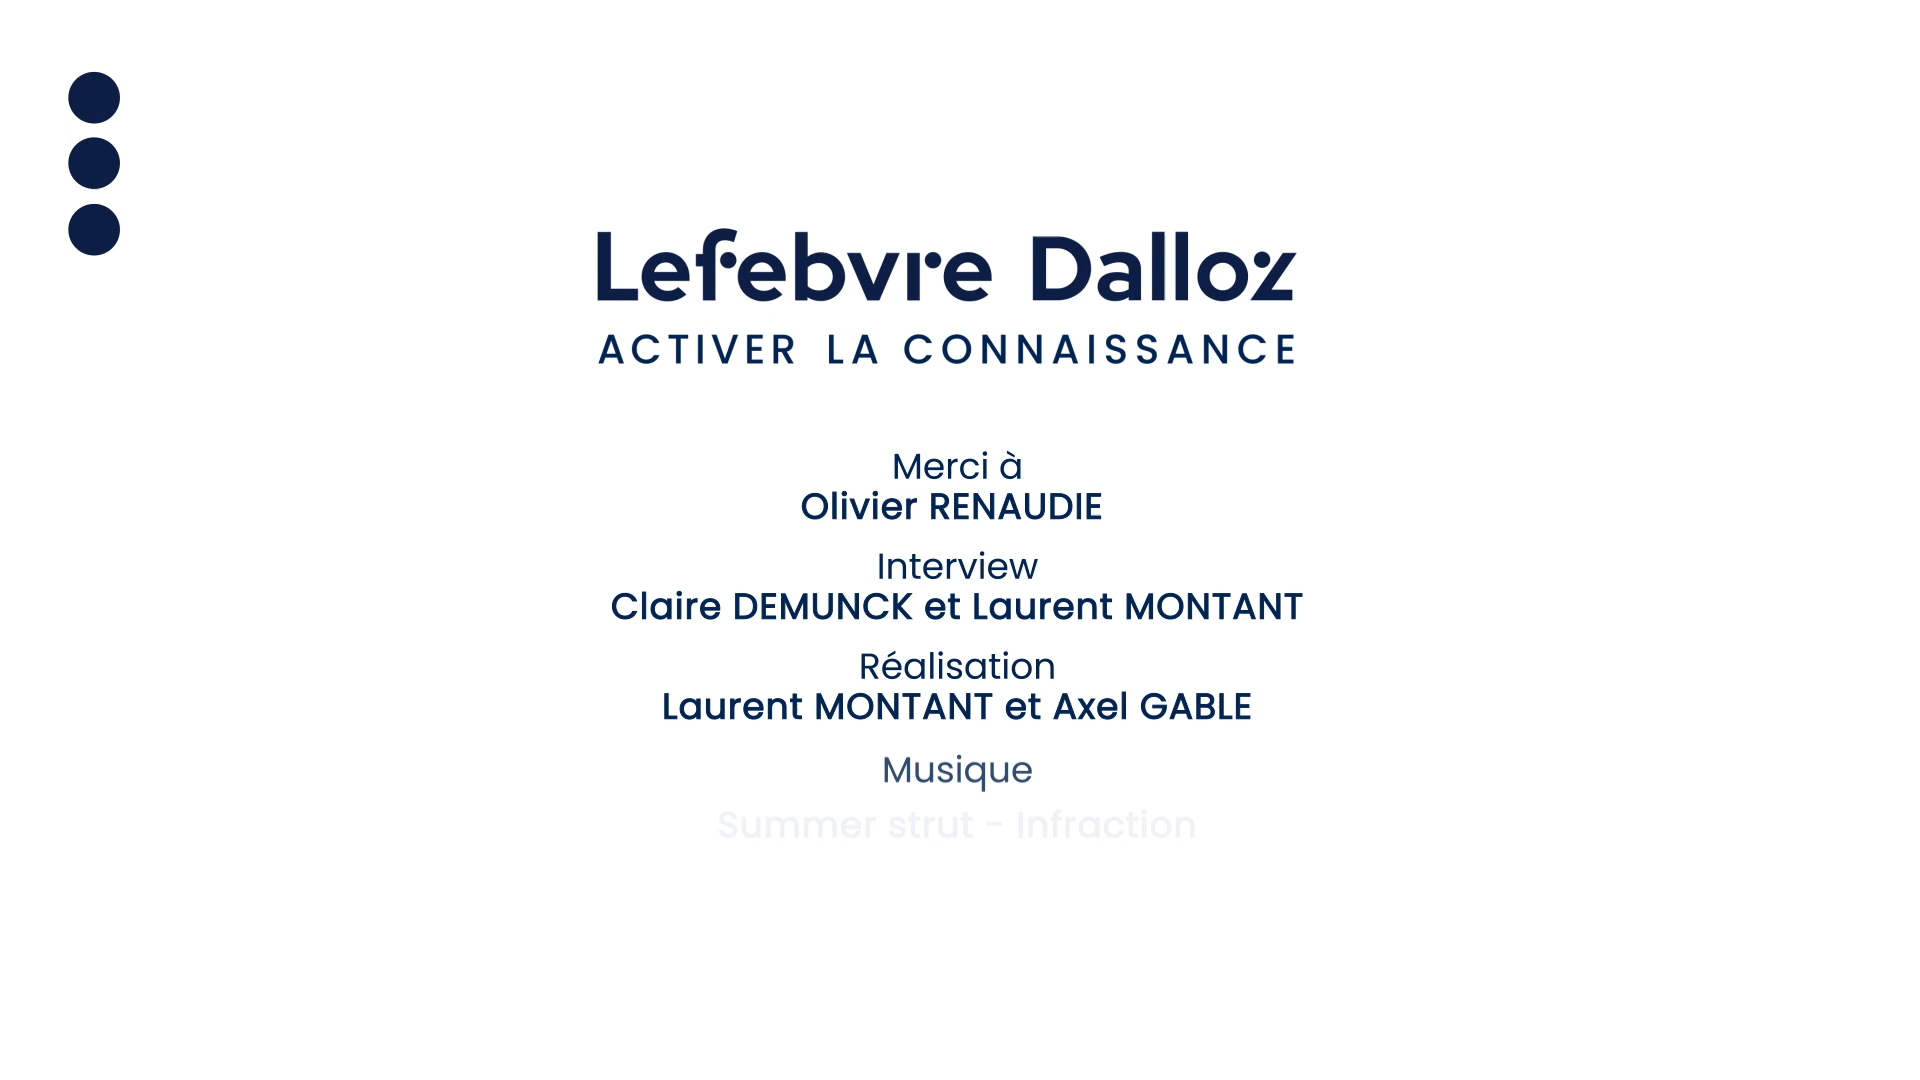 Lefebvre Dalloz
ACTIVER LA CONNAISSANCE
Merci à
Olivier RENAUDIE
Interview
Claire DEMUNCK et Laurent MONTANT
Réalisation
Laurent MONTANT et Axel GABLE
Musique
Summer strut - Infraction